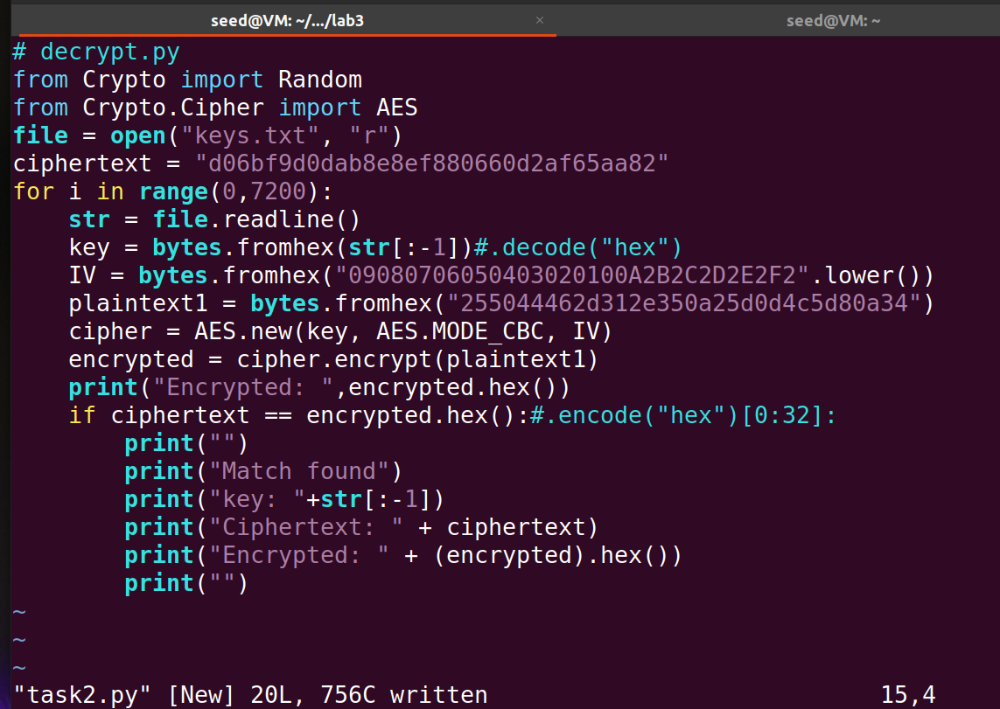 seed@VM: ~/.../lab3 × seed@VM: ~
# decrypt.py
from Crypto import Random
from Crypto.Cipher import AES
file = open("keys.txt", "r")
ciphertext = "d06bf9d0dab8e8ef880660d2af65aa82"
for i in range(0,7200):
    str = file.readline()
    key = bytes.fromhex(str[:-1])#.decode("hex")
    IV = bytes.fromhex("09080706050403020100A2B2C2D2E2F2".lower())
    plaintext1 = bytes.fromhex("255044462d312e350a25d0d4c5d80a34")
    cipher = AES.new(key, AES.MODE_CBC, IV)
    encrypted = cipher.encrypt(plaintext1)
    print("Encrypted: ",encrypted.hex())
    if ciphertext == encrypted.hex():#.encode("hex")[0:32]:
        print("")
        print("Match found")
        print("key: "+str[:-1])
        print("Ciphertext: " + ciphertext)
        print("Encrypted: " + (encrypted).hex())
        print("")
~
~
~
"task2.py" [New] 20L, 756C written 15,4